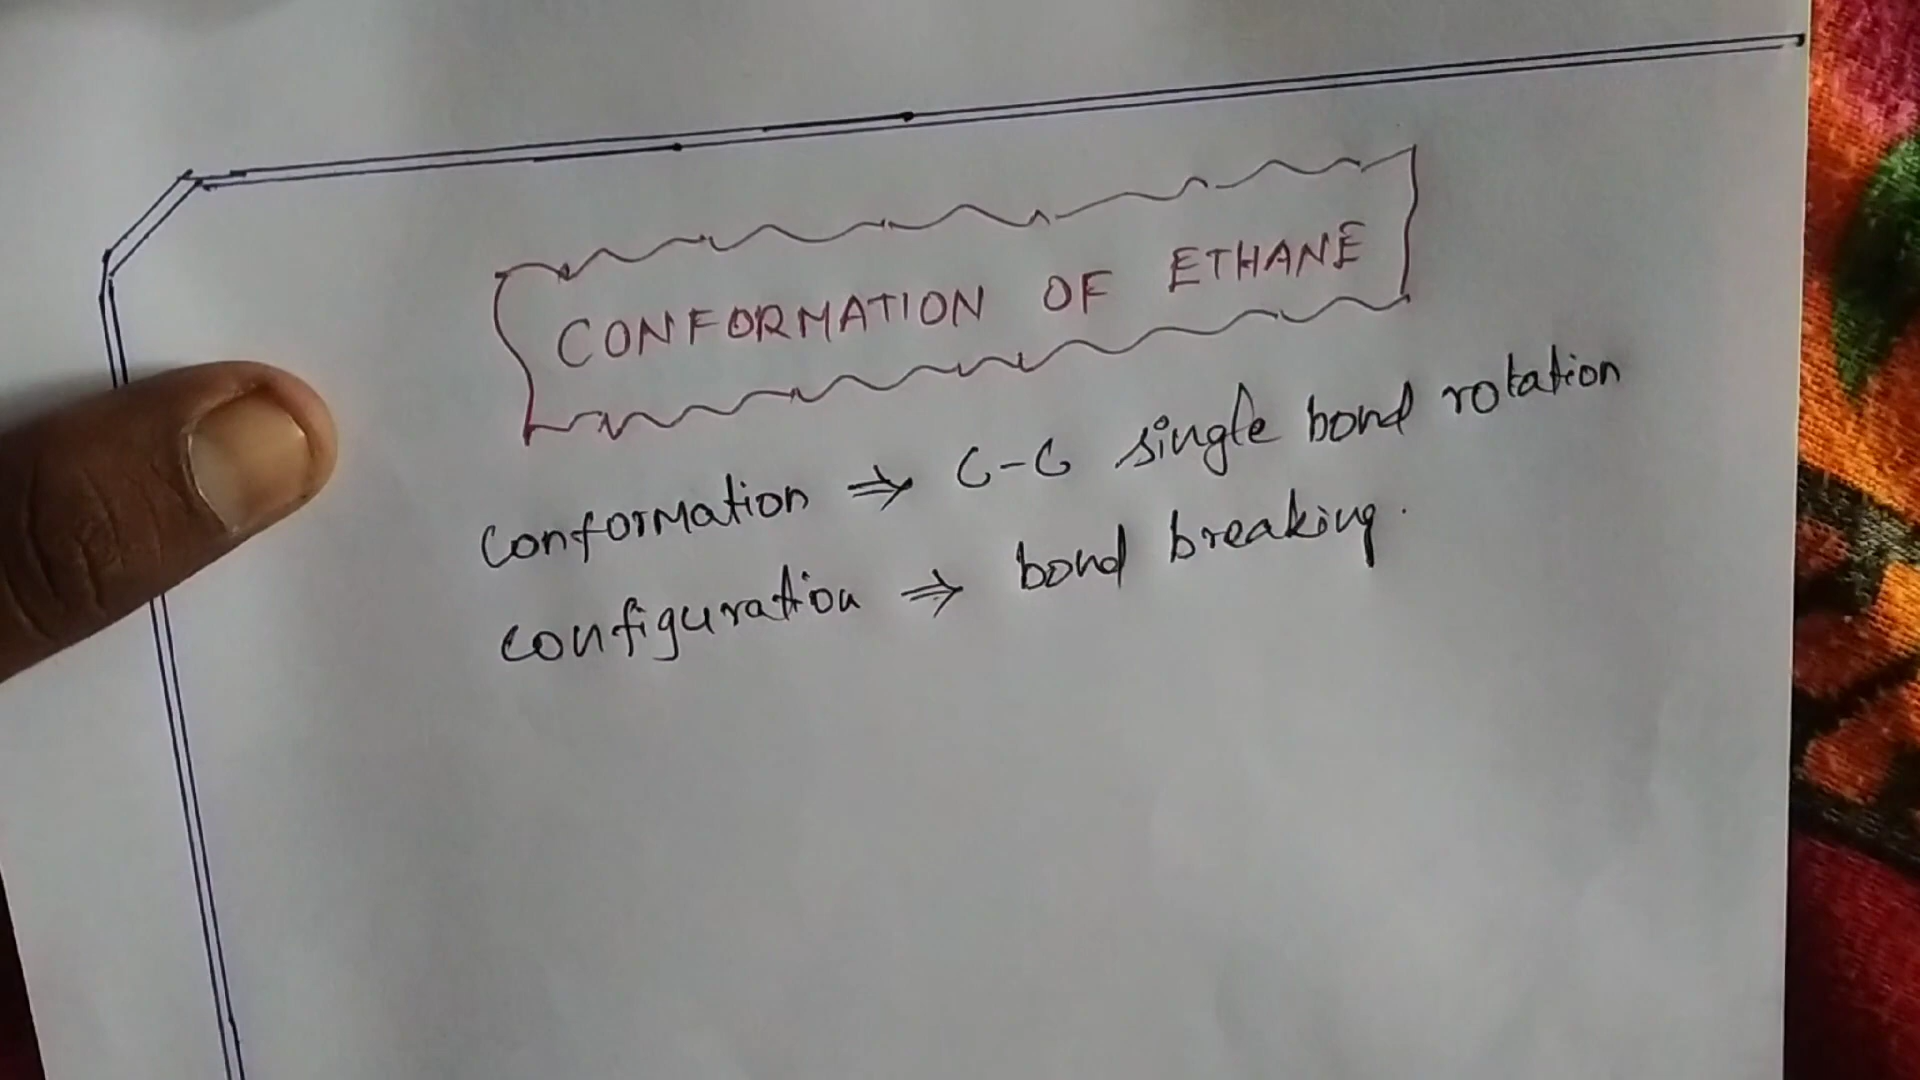 CONFORMATION OF ETHANE
conformation ⇒ C-C single bond rotation
configuration ⇒ bond breaking.